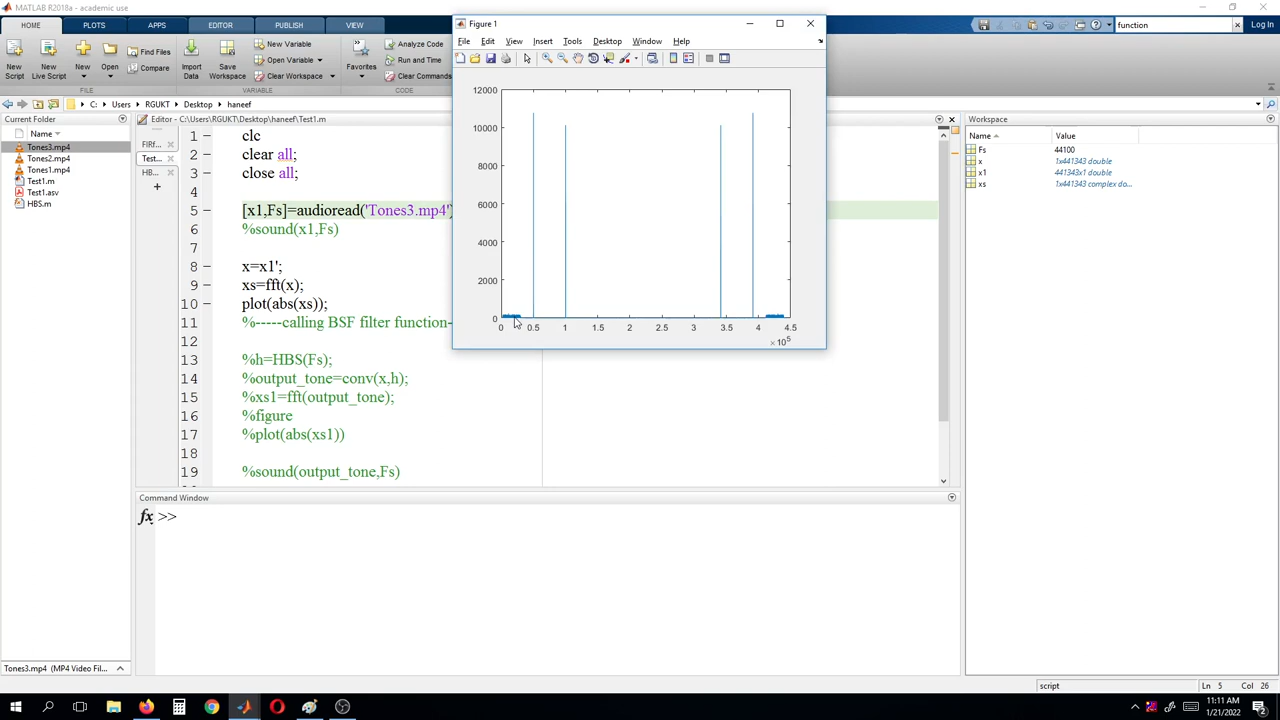 MATLAB R2018a - academic use
HOME
PLOTS
APPS
EDITOR
PUBLISH
VIEW
function
Log In
New Script
New Live Script
New
Open
Find Files
Compare
Import Data
Save Workspace
New Variable
Open Variable
Clear Workspace
Favorites
Analyze Code
Run and Time
Clear Commands
FILE
VARIABLE
CODE
C:
Users
RGUKT
Desktop
haneef
Current Folder
Name
Tones3.mp4
Tones2.mp4
Tones1.mp4
Test1.m
Test1.asv
HBS.m
Tones3.mp4 (MP4 Video Fil...
Editor - C:\Users\RGUKT\Desktop\haneef\Test1.m
FIRf...
Test...
HB...
1 clc
2 clear all;
3 close all;
4
5 [x1,Fs]=audioread('Tones3.mp4')
6 %sound(x1,Fs)
7
8 x=x1';
9 xs=fft(x);
10 plot(abs(xs));
11 %-----calling BSF filter function-
12
13 %h=HBS(Fs);
14 %output_tone=conv(x,h);
15 %xs1=fft(output_tone);
16 %figure
17 %plot(abs(xs1))
18
19 %sound(output_tone,Fs)
Command Window
fx >>
Figure 1
File Edit View Insert Tools Desktop Window Help
12000
10000
8000
6000
4000
2000
0
0 0.5 1 1.5 2 2.5 3 3.5 4 4.5
× 10^5
Workspace
Name Value
Fs 44100
x 1x441343 double
x1 441343x1 double
xs 1x441343 complex do...
script
Ln 5 Col 26
11:11 AM
1/21/2022
2